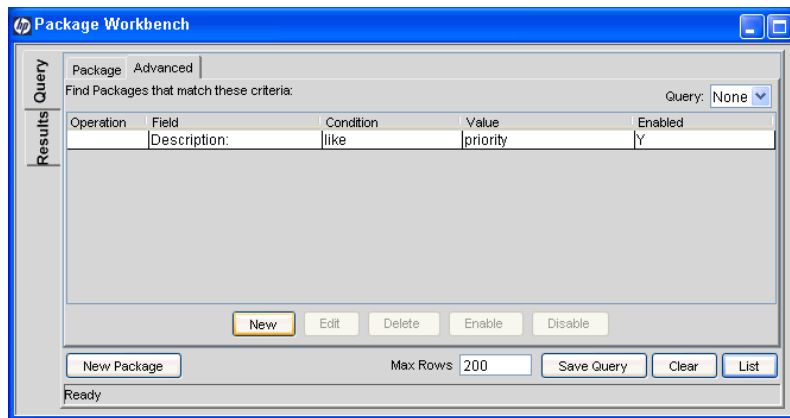 hp Package Workbench
Query
Results
Package Advanced
Find Packages that match these criteria:
Query: None
Operation Field Condition Value Enabled
Description: like priority Y
New Edit Delete Enable Disable
New Package Max Rows 200 Save Query Clear List
Ready